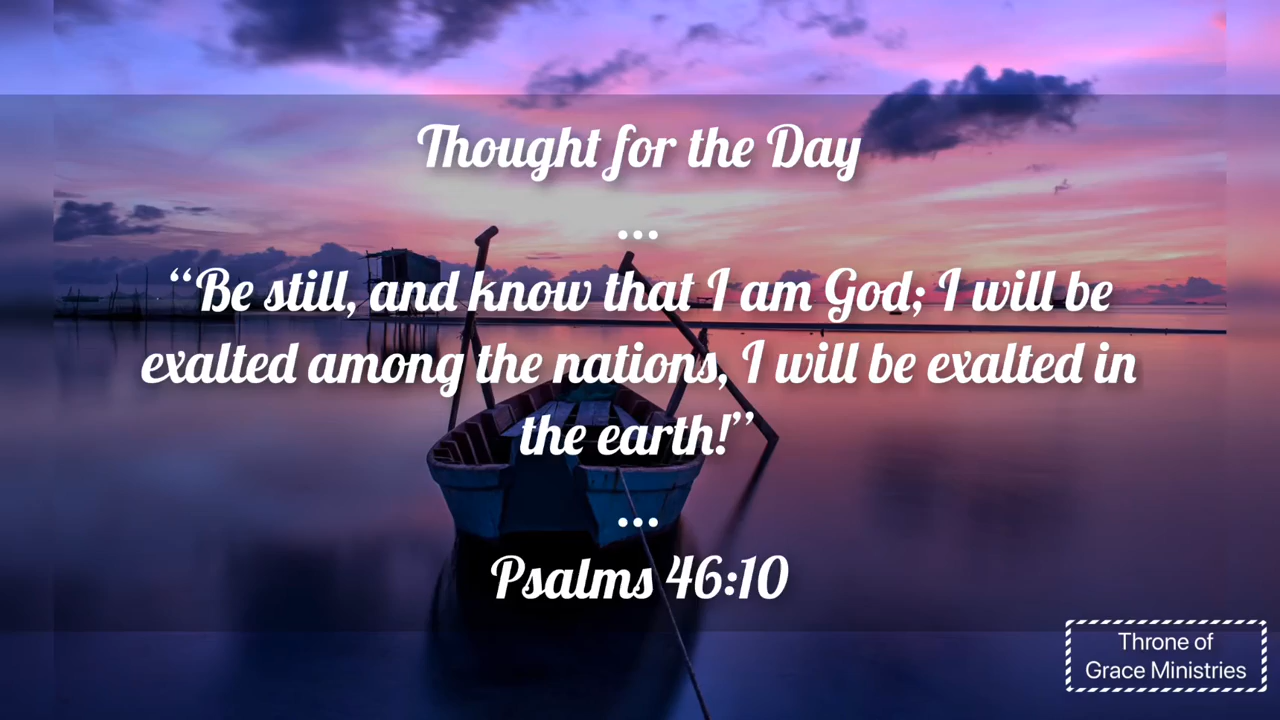 Thought for the Day
...
“Be still, and know that I am God; I will be
exalted among the nations, I will be exalted in
the earth!”
...
Psalms 46:10
Throne of
Grace Ministries